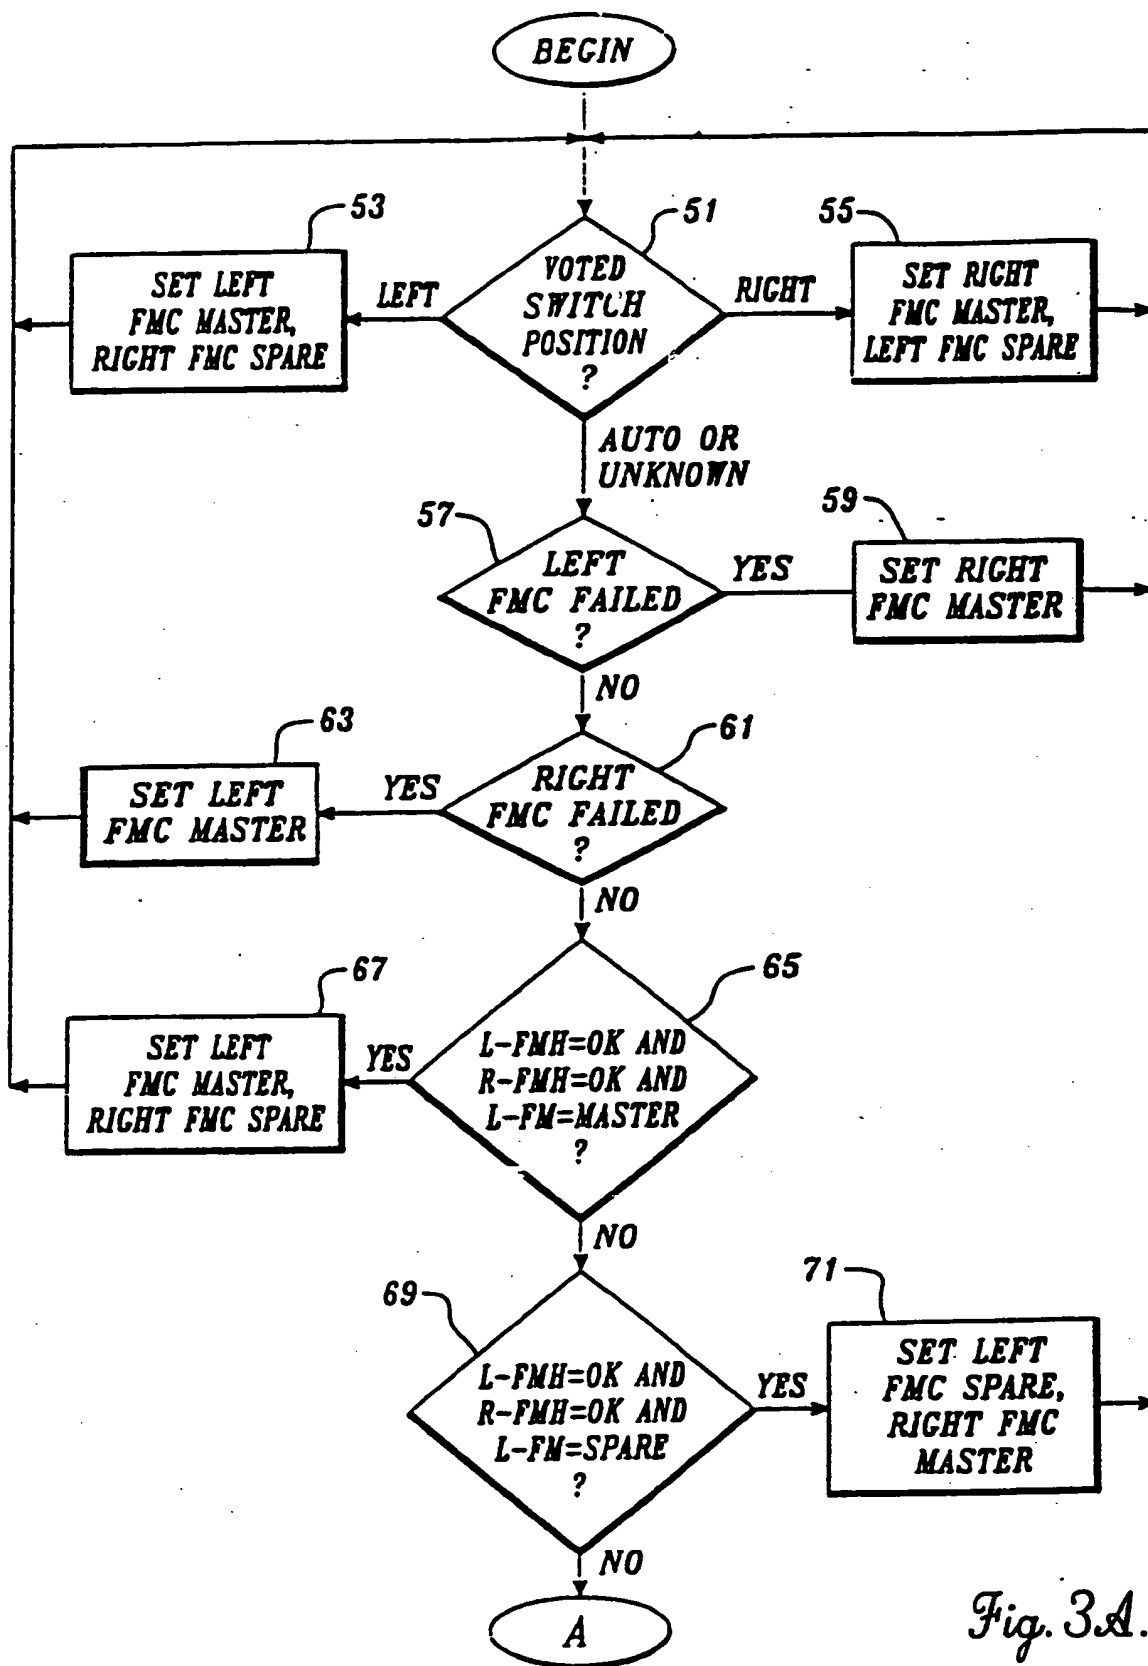 BEGIN
53
51
55
SET LEFT
FMC MASTER,
RIGHT FMC SPARE
LEFT
VOTED
SWITCH
POSITION
?
RIGHT
SET RIGHT
FMC MASTER,
LEFT FMC SPARE
AUTO OR
UNKNOWN
57
59
LEFT
FMC FAILED
?
YES
SET RIGHT
FMC MASTER
NO
63
61
SET LEFT
FMC MASTER
YES
RIGHT
FMC FAILED
?
NO
67
65
SET LEFT
FMC MASTER,
RIGHT FMC SPARE
YES
L-FMH=OK AND
R-FMH=OK AND
L-FM=MASTER
?
NO
69
71
L-FMH=OK AND
R-FMH=OK AND
L-FM=SPARE
?
YES
SET LEFT
FMC SPARE,
RIGHT FMC
MASTER
NO
A
Fig. 3A.